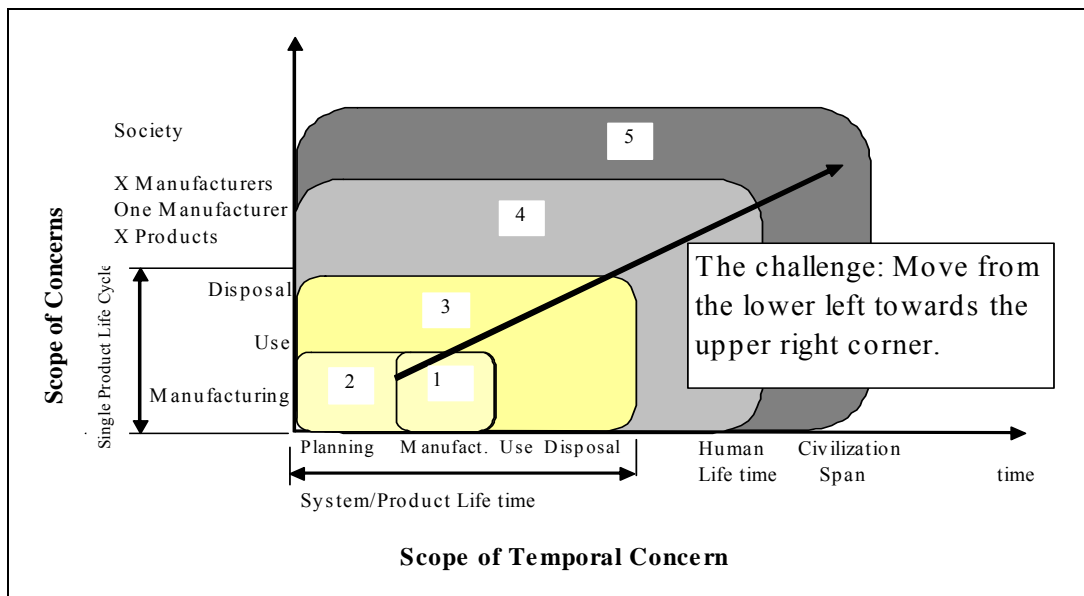 Society
5
X Manufacturers
One Manufacturer
X Products
4
Scope of Concerns
Single Product Life Cycle
Disposal
Use
Manufacturing
3
2
1
The challenge: Move from
the lower left towards the
upper right corner.
Planning Manufact. Use Disposal
Human
Life time
Civilization
Span
time
System/Product Life time
Scope of Temporal Concern